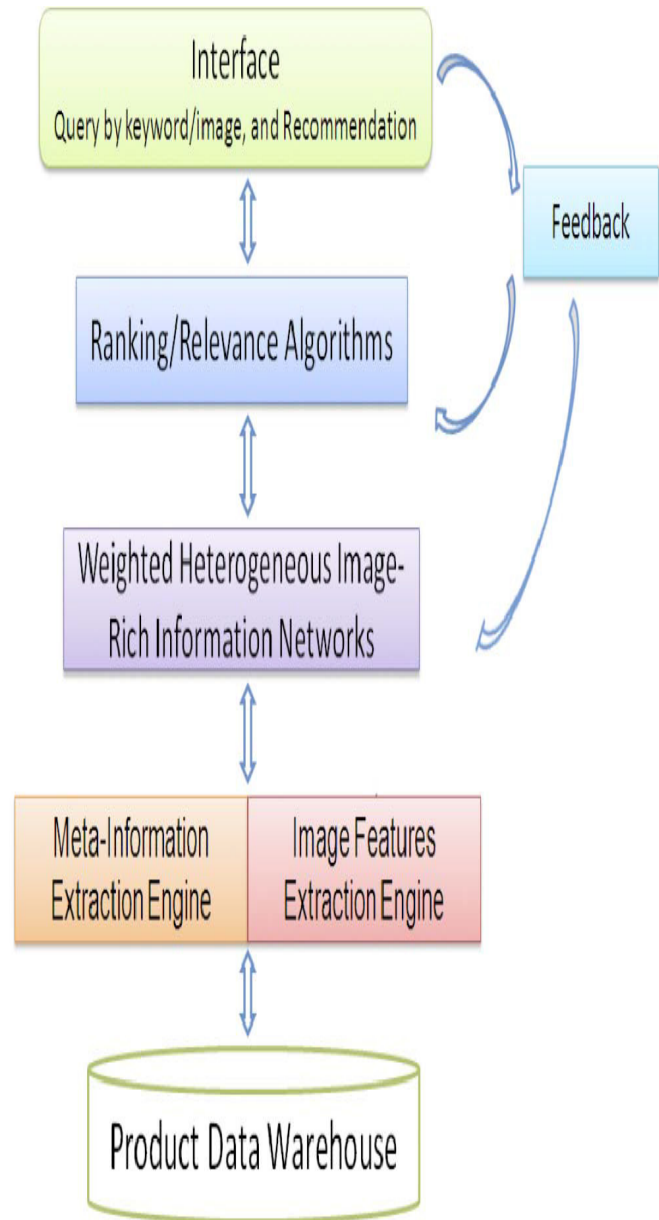 Interface
Query by keyword/image, and Recommendation
Feedback
Ranking/Relevance Algorithms
Weighted Heterogeneous Image-
Rich Information Networks
Meta-Information
Extraction Engine
Image Features
Extraction Engine
Product Data Warehouse